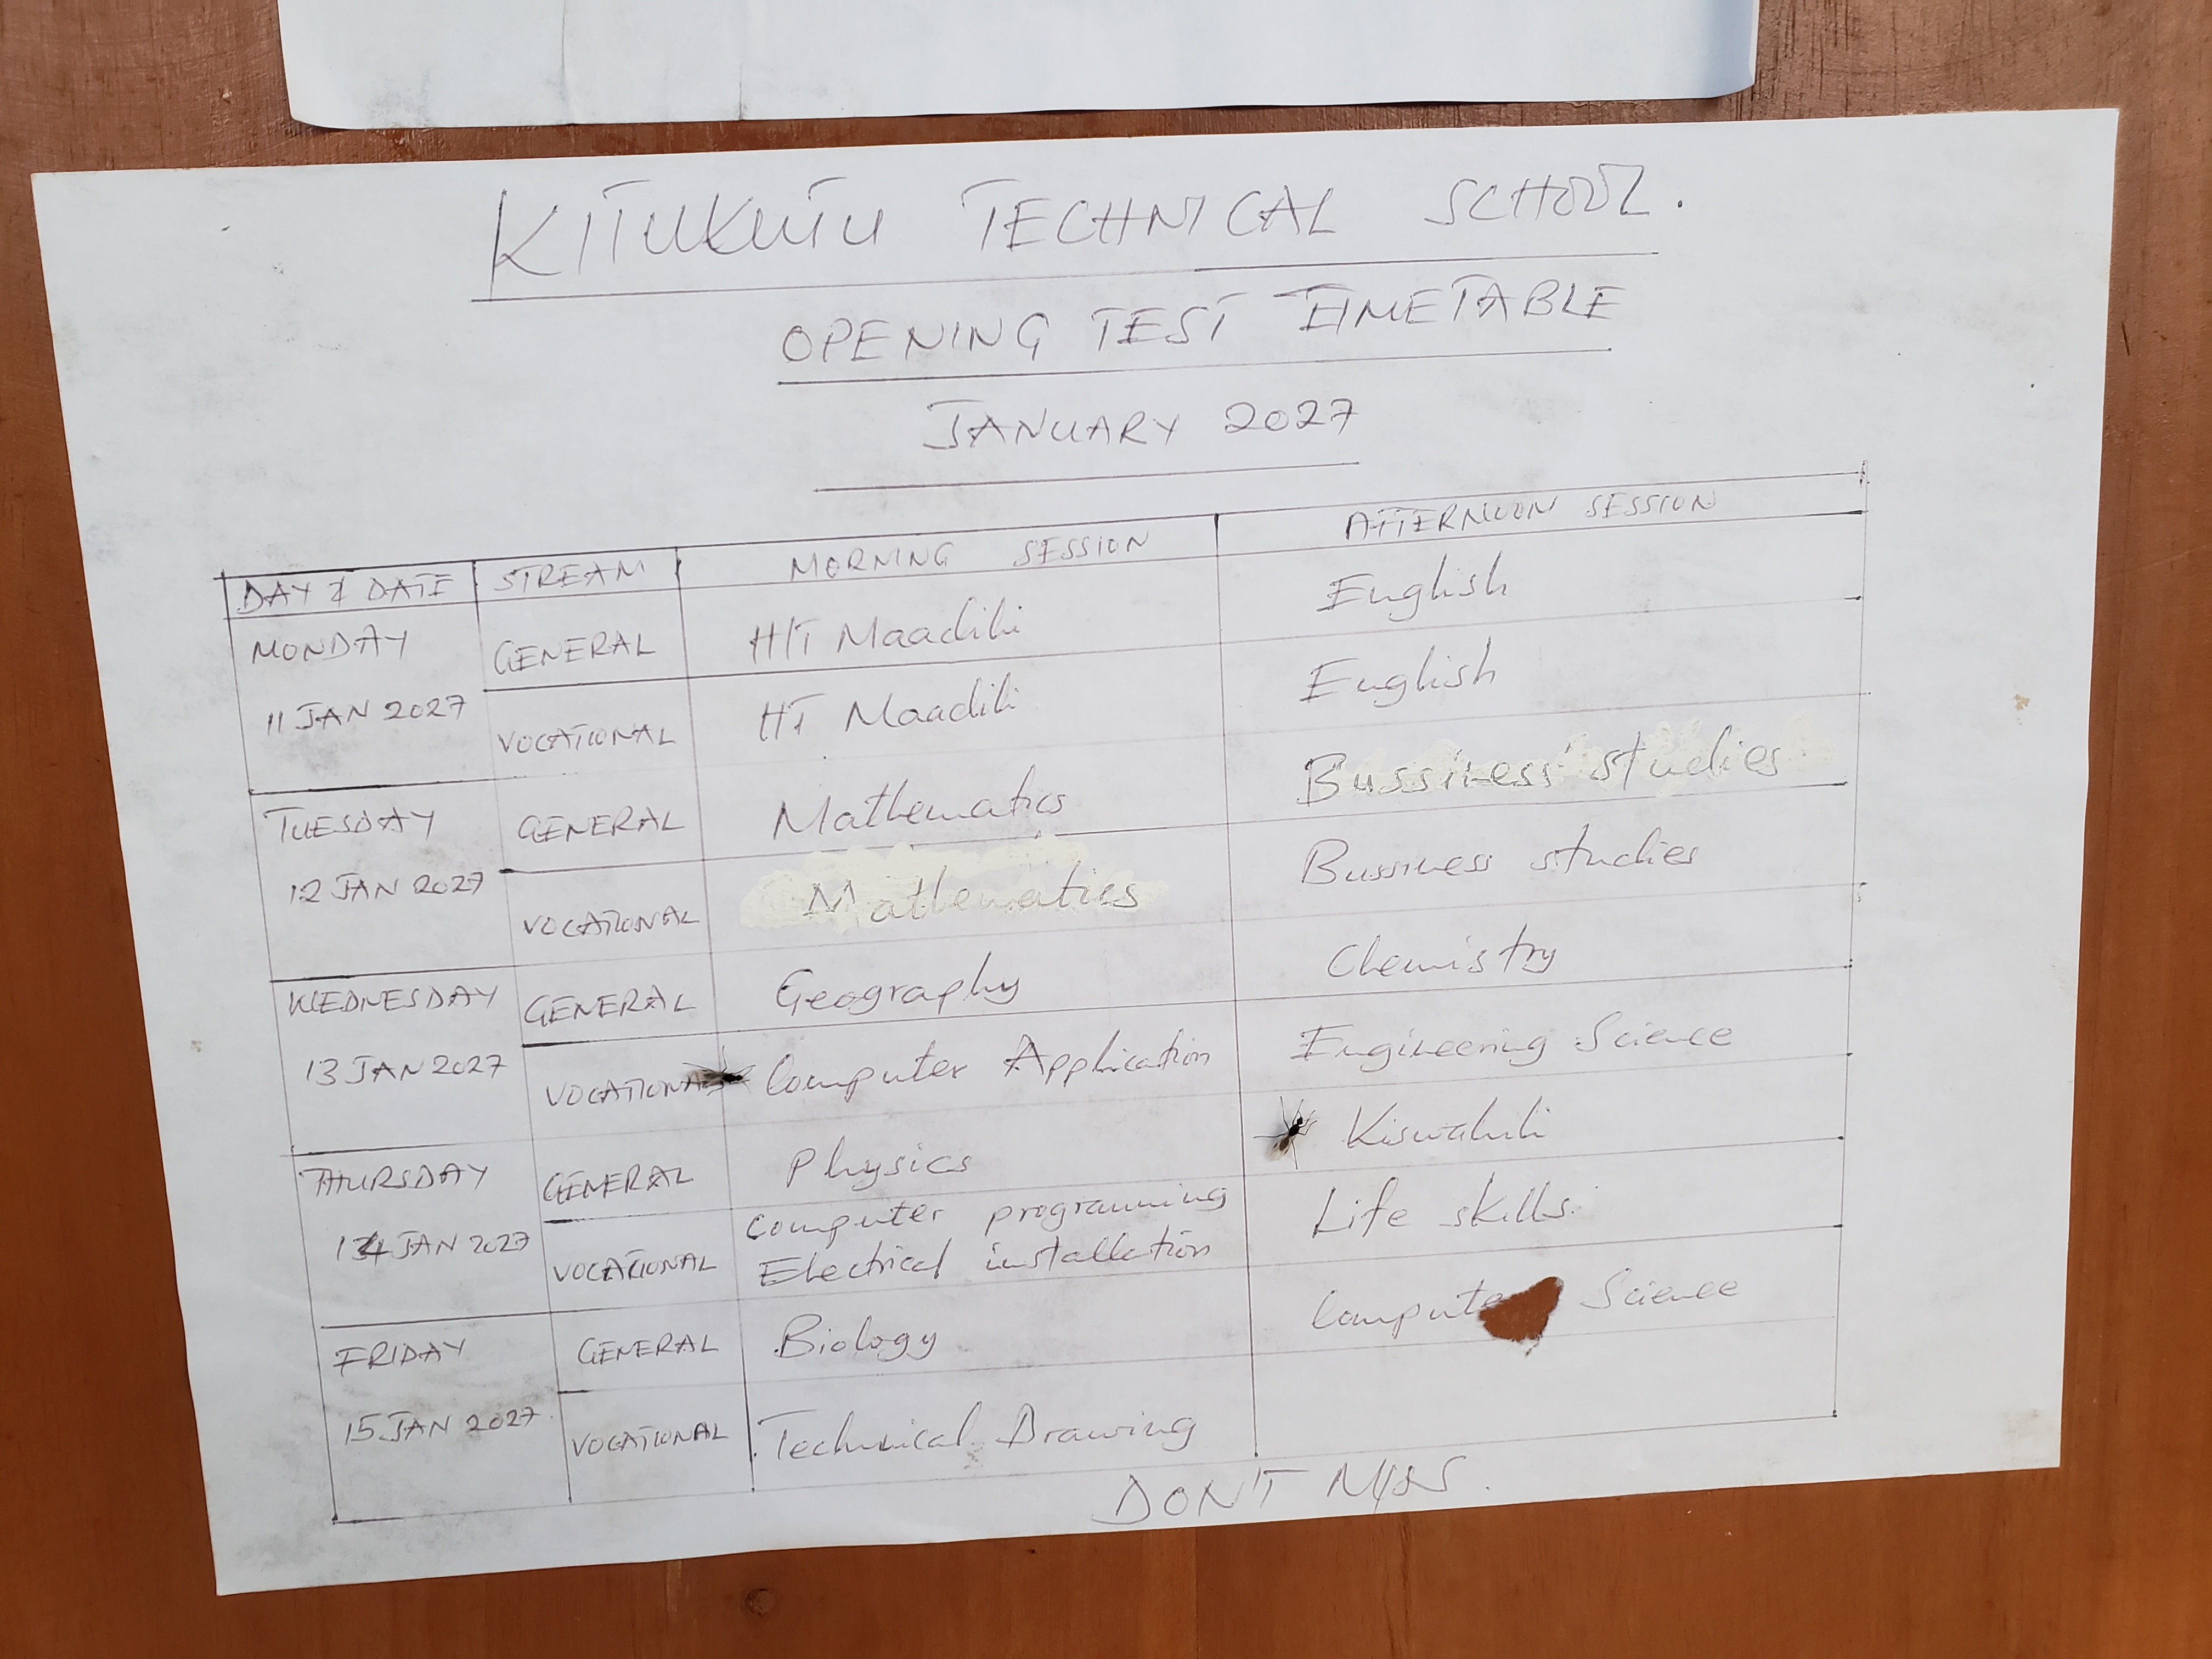 KITUKUTU TECHNICAL SCHOOL.
OPENING TEST TIMETABLE
JANUARY 2027
DAY & DATE STREAM MORNING SESSION AFTERNOON SESSION
MONDAY GENERAL H/T Maadili English
11 JAN 2027 VOCATIONAL HT Maadili English
TUESDAY GENERAL Mathematics Bussiness studies
12 JAN 2027 VOCATIONAL Mathematics Bussiness studies
WEDNESDAY GENERAL Geography Chemistry
13 JAN 2027 VOCATIONAL Computer Application Engineering Science
THURSDAY GENERAL Physics Kiswahili
14 JAN 2027 VOCATIONAL Computer programming Life skills.
Electrical installation
FRIDAY GENERAL Biology Compute Science
15 JAN 2027 VOCATIONAL Technical Drawing
DON'T MISS.